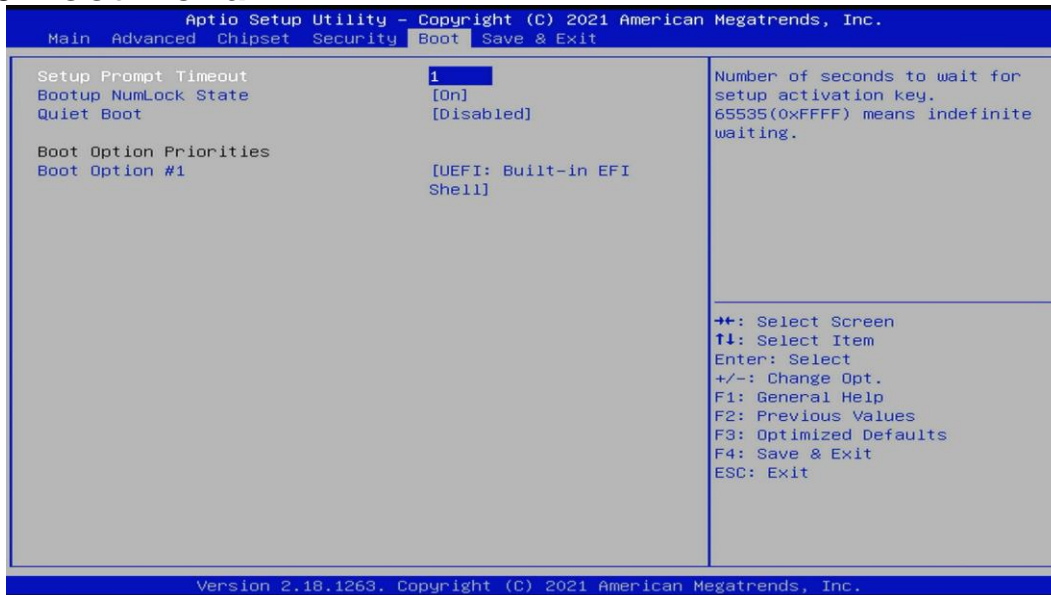 Aptio Setup Utility – Copyright (C) 2021 American Megatrends, Inc.
Main Advanced Chipset Security Boot Save & Exit
Setup Prompt Timeout 1
Bootup NumLock State [On]
Quiet Boot [Disabled]
Boot Option Priorities
Boot Option #1 [UEFI: Built-in EFI
Shell]
Number of seconds to wait for
setup activation key.
65535(0xFFFF) means indefinite
waiting.
→←: Select Screen
↑↓: Select Item
Enter: Select
+/-: Change Opt.
F1: General Help
F2: Previous Values
F3: Optimized Defaults
F4: Save & Exit
ESC: Exit
Version 2.18.1263. Copyright (C) 2021 American Megatrends, Inc.